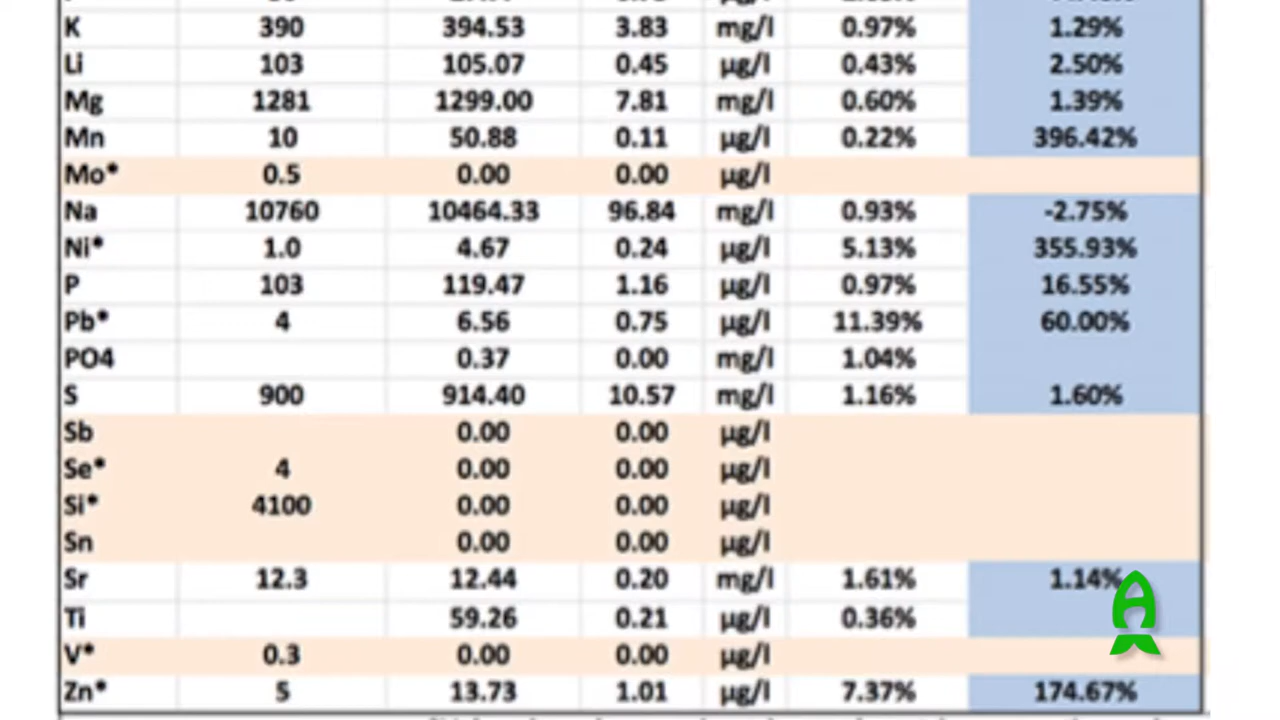 K 390 394.53 3.83 mg/l 0.97% 1.29%
Li 103 105.07 0.45 µg/l 0.43% 2.50%
Mg 1281 1299.00 7.81 mg/l 0.60% 1.39%
Mn 10 50.88 0.11 µg/l 0.22% 396.42%
Mo* 0.5 0.00 0.00 µg/l
Na 10760 10464.33 96.84 mg/l 0.93% -2.75%
Ni* 1.0 4.67 0.24 µg/l 5.13% 355.93%
P 103 119.47 1.16 µg/l 0.97% 16.55%
Pb* 4 6.56 0.75 µg/l 11.39% 60.00%
PO4 0.37 0.00 mg/l 1.04%
S 900 914.40 10.57 mg/l 1.16% 1.60%
Sb 0.00 0.00 µg/l
Se* 4 0.00 0.00 µg/l
Si* 4100 0.00 0.00 µg/l
Sn 0.00 0.00 µg/l
Sr 12.3 12.44 0.20 mg/l 1.61% 1.14%
Ti 59.26 0.21 µg/l 0.36%
V* 0.3 0.00 0.00 µg/l
Zn* 5 13.73 1.01 µg/l 7.37% 174.67%